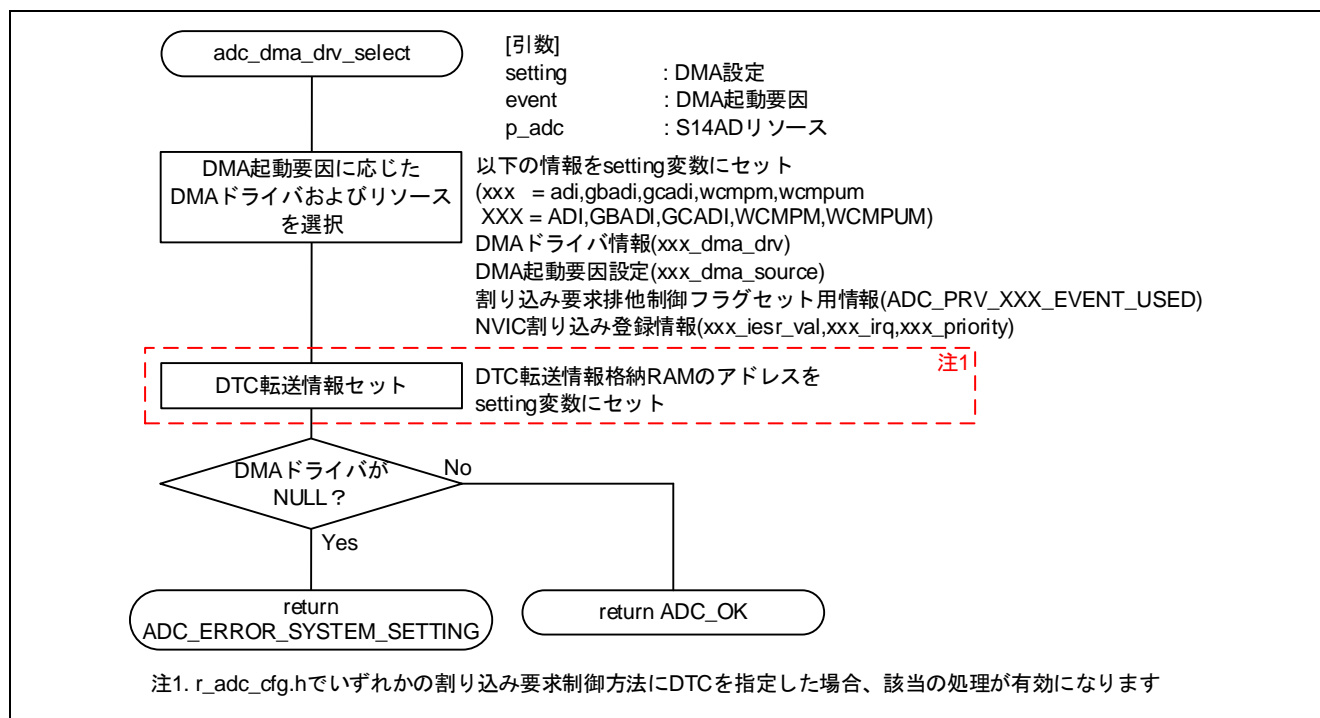 adc_dma_drv_select
[引数]
setting : DMA設定
event : DMA起動要因
p_adc : S14ADリソース
DMA起動要因に応じた
DMAドライバおよびリソース
を選択
以下の情報をsetting変数にセット
(xxx = adi,gbadi,gcadi,wcmpm,wcmpum
XXX = ADI,GBADI,GCADI,WCMPM,WCMPUM)
DMAドライバ情報(xxx_dma_drv)
DMA起動要因設定(xxx_dma_source)
割り込み要求排他制御フラグセット用情報(ADC_PRV_XXX_EVENT_USED)
NVIC割り込み登録情報(xxx_iesr_val,xxx_irq,xxx_priority)
注1
DTC転送情報セット
DTC転送情報格納RAMのアドレスを
setting変数にセット
DMAドライバが
NULL？
No
Yes
return
ADC_ERROR_SYSTEM_SETTING
return ADC_OK
注1. r_adc_cfg.hでいずれかの割り込み要求制御方法にDTCを指定した場合、該当の処理が有効になります